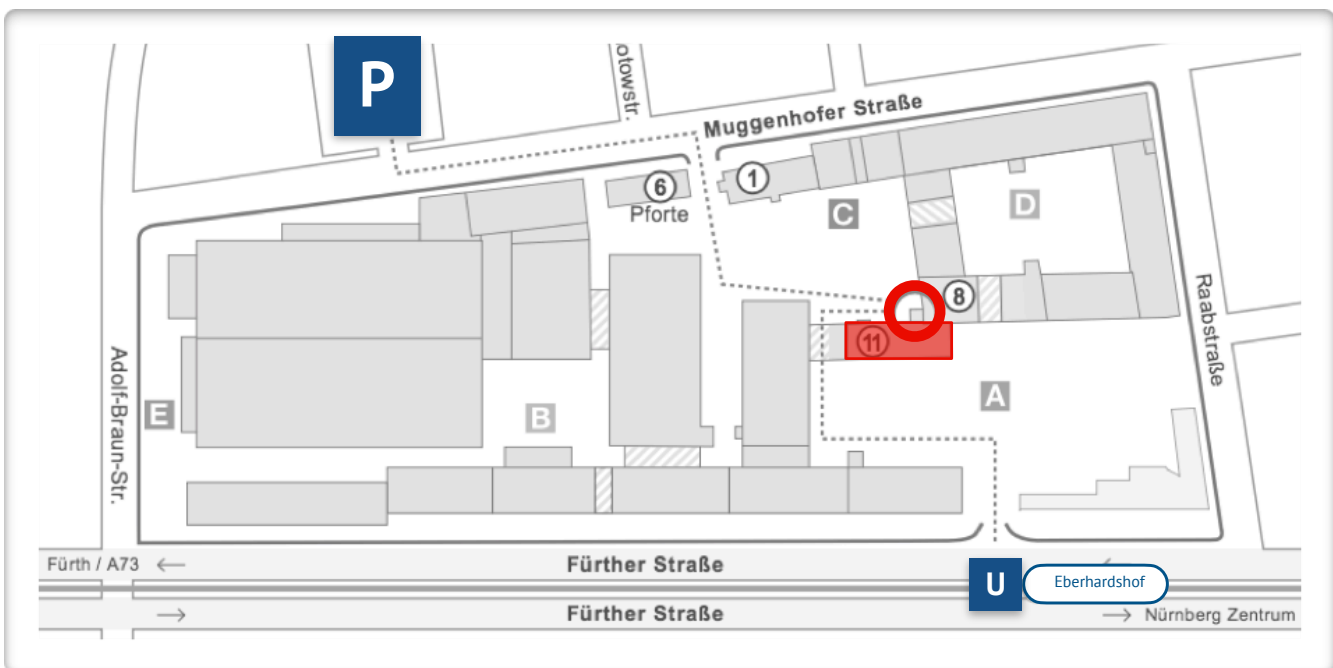 P
otowstr.
Muggenhofer Straße
6
Pforte
1
C
D
8
11
Raabstraße
Adolf-Braun-Str.
E
B
A
Fürth / A73 ←
Fürther Straße
←
U
Eberhardshof
→
Fürther Straße
→ Nürnberg Zentrum